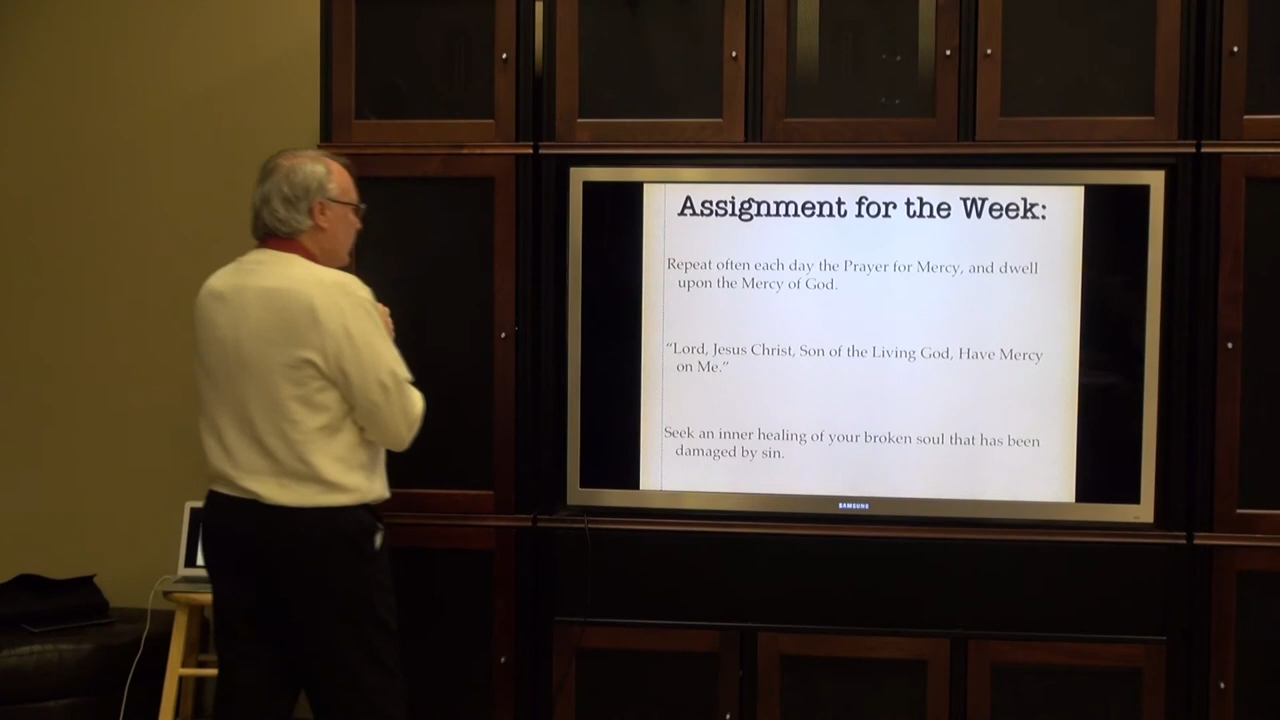 Assignment for the Week:
Repeat often each day the Prayer for Mercy, and dwell
upon the Mercy of God.
“Lord, Jesus Christ, Son of the Living God, Have Mercy
on Me.”
Seek an inner healing of your broken soul that has been
damaged by sin.
SAMSUNG